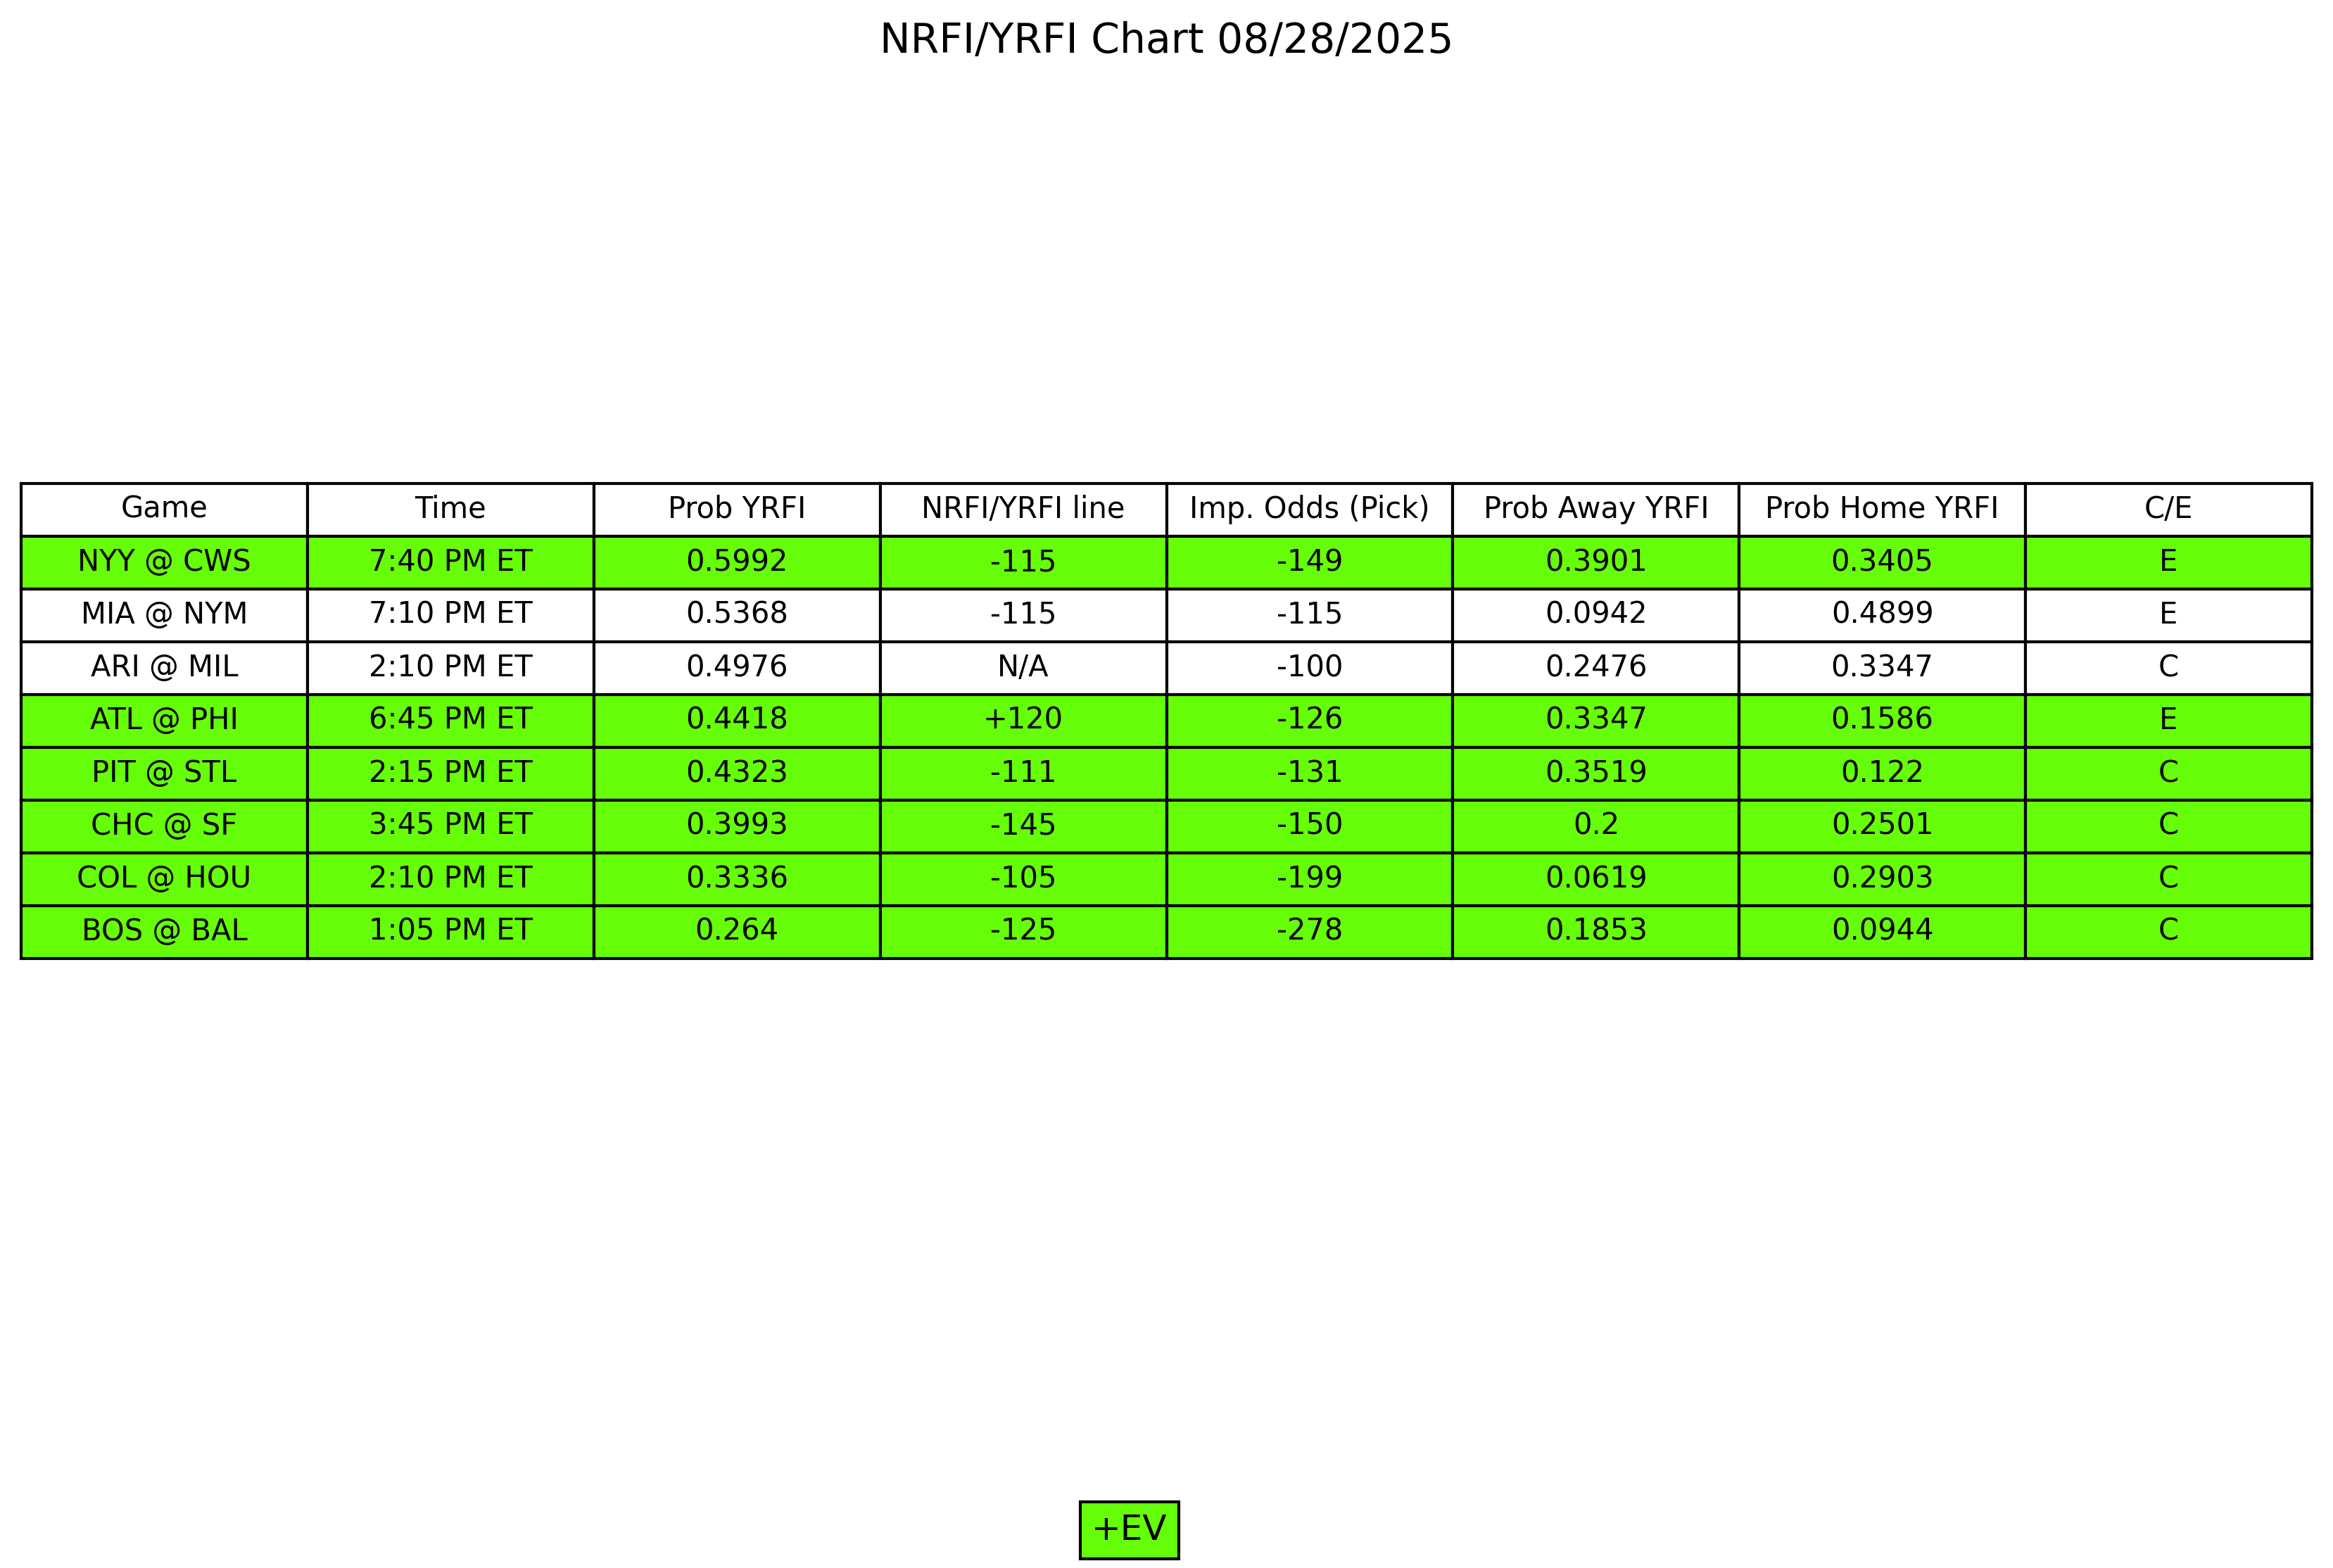 NRFI/YRFI Chart 08/28/2025
Game Time Prob YRFI NRFI/YRFI line Imp. Odds (Pick) Prob Away YRFI Prob Home YRFI C/E
NYY @ CWS 7:40 PM ET 0.5992 -115 -149 0.3901 0.3405 E
MIA @ NYM 7:10 PM ET 0.5368 -115 -115 0.0942 0.4899 E
ARI @ MIL 2:10 PM ET 0.4976 N/A -100 0.2476 0.3347 C
ATL @ PHI 6:45 PM ET 0.4418 +120 -126 0.3347 0.1586 E
PIT @ STL 2:15 PM ET 0.4323 -111 -131 0.3519 0.122 C
CHC @ SF 3:45 PM ET 0.3993 -145 -150 0.2 0.2501 C
COL @ HOU 2:10 PM ET 0.3336 -105 -199 0.0619 0.2903 C
BOS @ BAL 1:05 PM ET 0.264 -125 -278 0.1853 0.0944 C
+EV